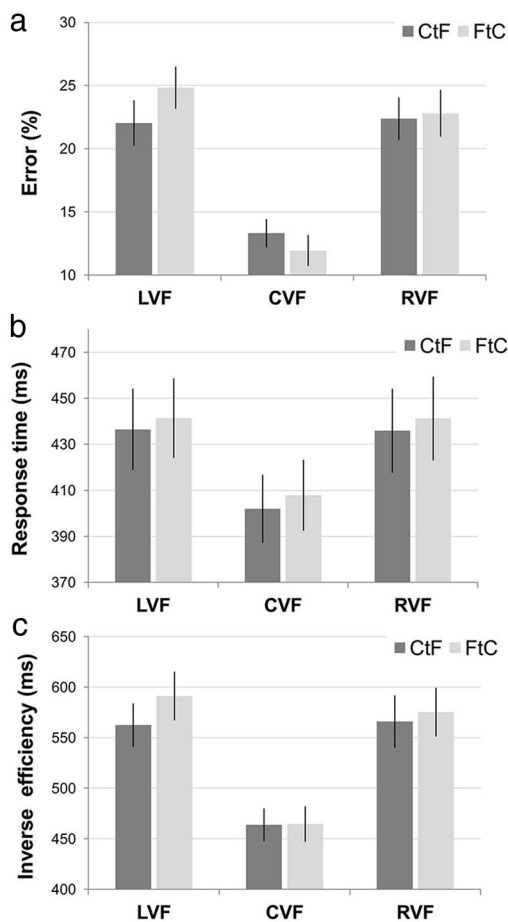 a
CtF FtC
30
25
20
15
10
Error (%)
LVF CVF RVF
b
CtF FtC
470
450
430
410
390
370
Response time (ms)
LVF CVF RVF
c
CtF FtC
650
600
550
500
450
400
Inverse efficiency (ms)
LVF CVF RVF